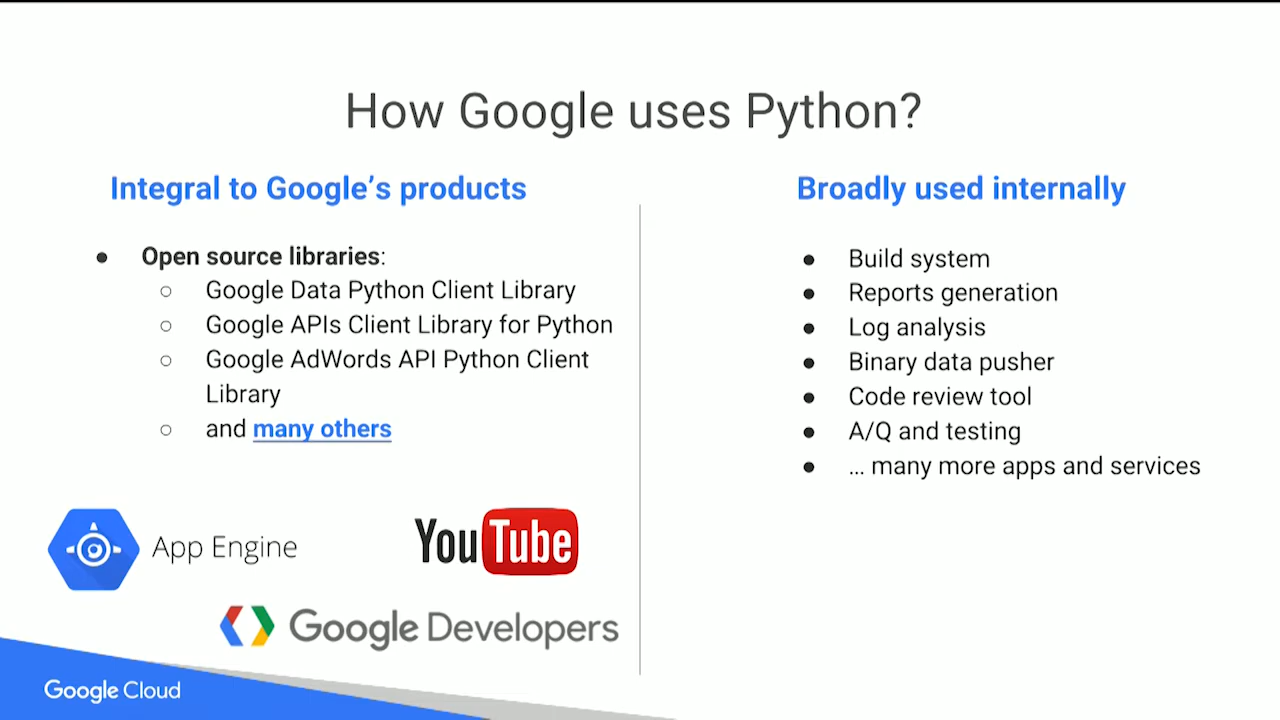 How Google uses Python?
Integral to Google's products
● Open source libraries:
○ Google Data Python Client Library
○ Google APIs Client Library for Python
○ Google AdWords API Python Client
Library
○ and many others
App Engine
YouTube
Google Developers
Broadly used internally
● Build system
● Reports generation
● Log analysis
● Binary data pusher
● Code review tool
● A/Q and testing
● … many more apps and services
Google Cloud